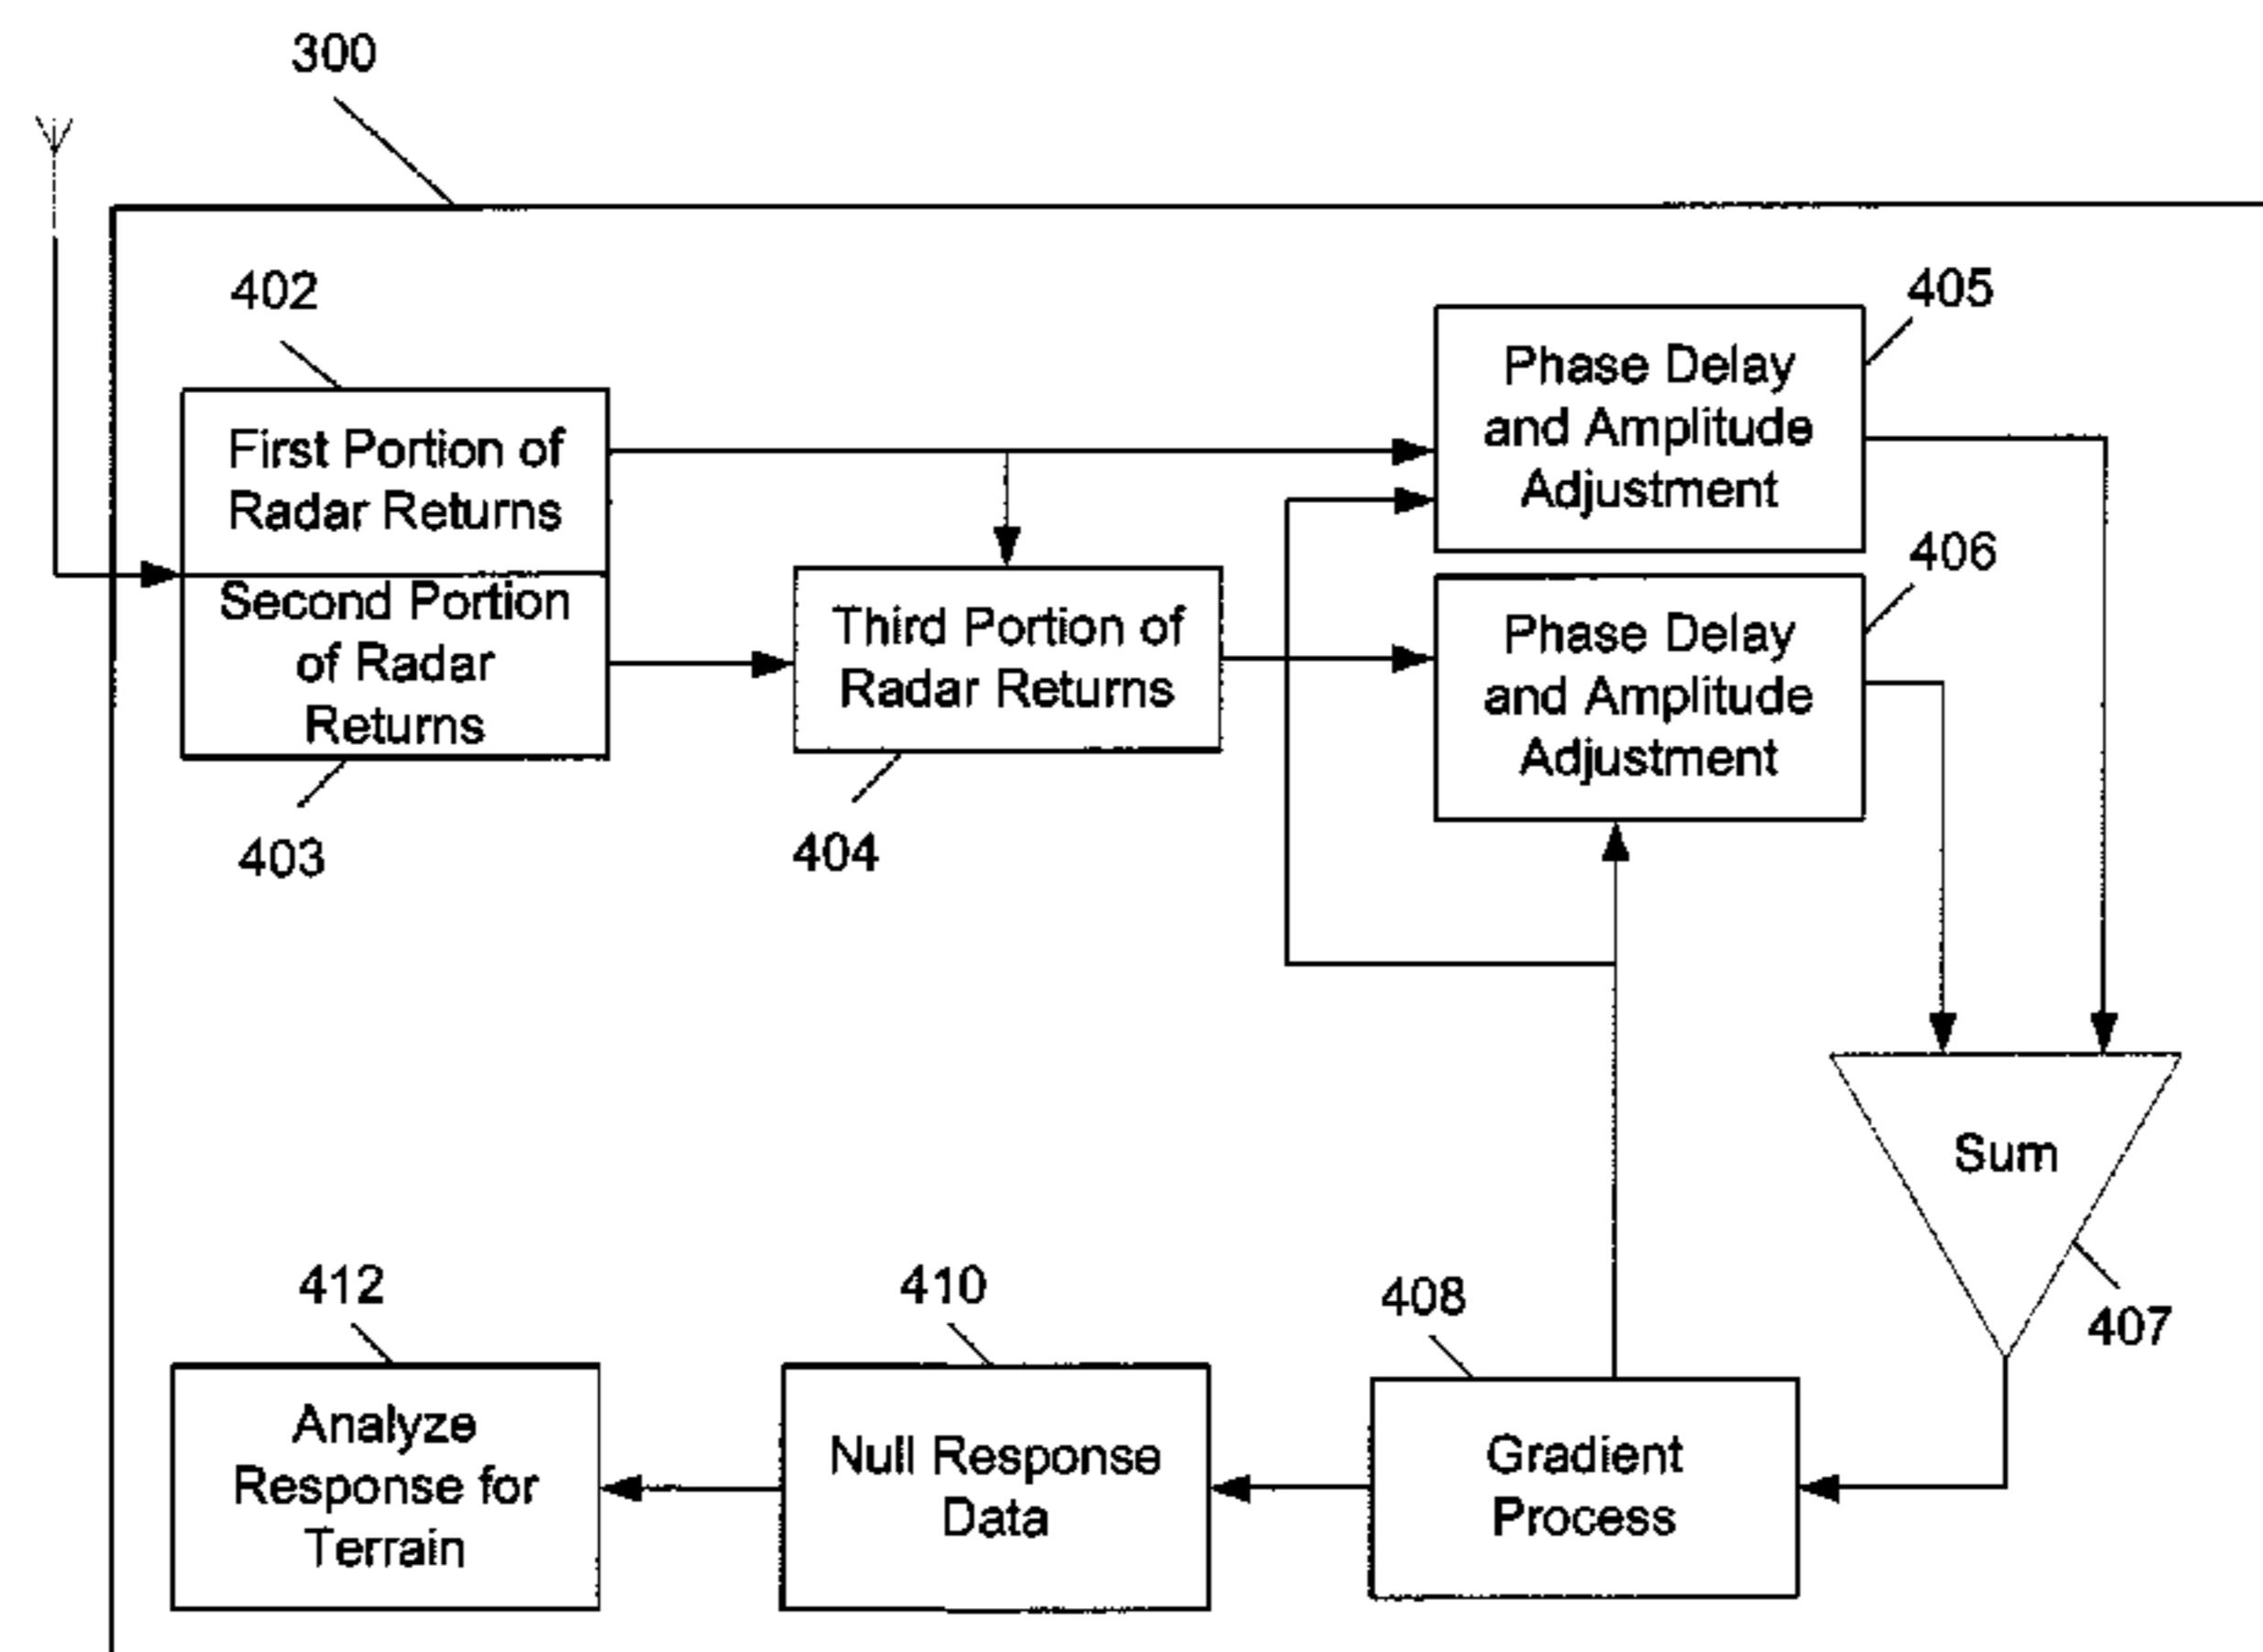 300
402
First Portion of
Radar Returns
Second Portion
of Radar
Returns
403
Third Portion of
Radar Returns
404
405
Phase Delay
and Amplitude
Adjustment
406
Phase Delay
and Amplitude
Adjustment
Sum
407
412
Analyze
Response for
Terrain
410
Null Response
Data
408
Gradient
Process